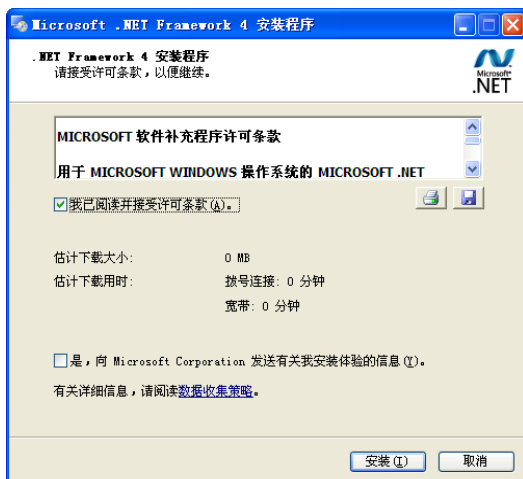 Microsoft .NET Framework 4 安装程序
.NET Framework 4 安装程序
请接受许可条款，以便继续。
Microsoft®
.NET
MICROSOFT 软件补充程序许可条款
用于 MICROSOFT WINDOWS 操作系统的 MICROSOFT .NET
我已阅读并接受许可条款(A)。
估计下载大小: 0 MB
估计下载用时: 拨号连接: 0 分钟
宽带: 0 分钟
是，向 Microsoft Corporation 发送有关我安装体验的信息(Y)。
有关详细信息，请阅读数据收集策略。
安装(I) 取消